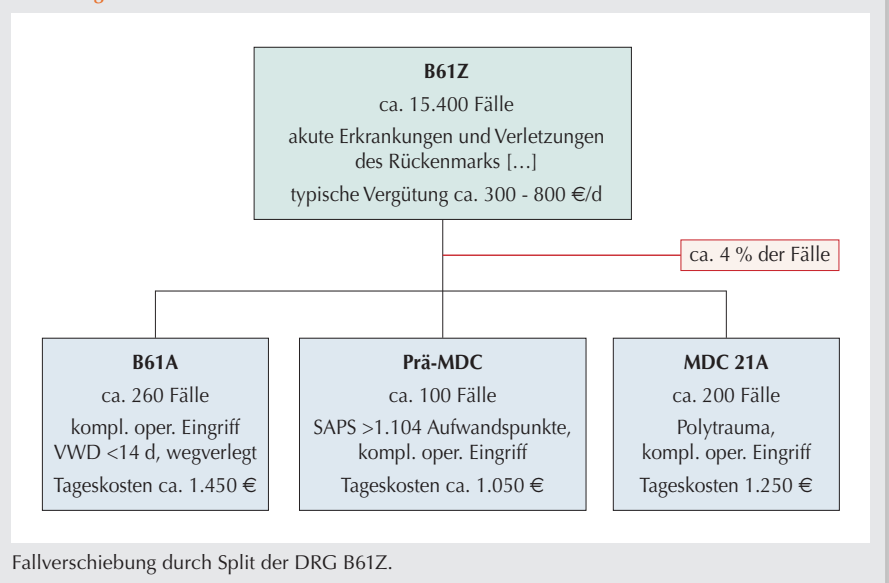 B61Z
ca. 15.400 Fälle
akute Erkrankungen und Verletzungen
des Rückenmarks […]
typische Vergütung ca. 300 - 800 €/d
ca. 4 % der Fälle
B61A
ca. 260 Fälle
kompl. oper. Eingriff
VWD <14 d, wegverlegt
Tageskosten ca. 1.450 €
Prä-MDC
ca. 100 Fälle
SAPS >1.104 Aufwandspunkte,
kompl. oper. Eingriff
Tageskosten ca. 1.050 €
MDC 21A
ca. 200 Fälle
Polytrauma,
kompl. oper. Eingriff
Tageskosten 1.250 €
Fallverschiebung durch Split der DRG B61Z.